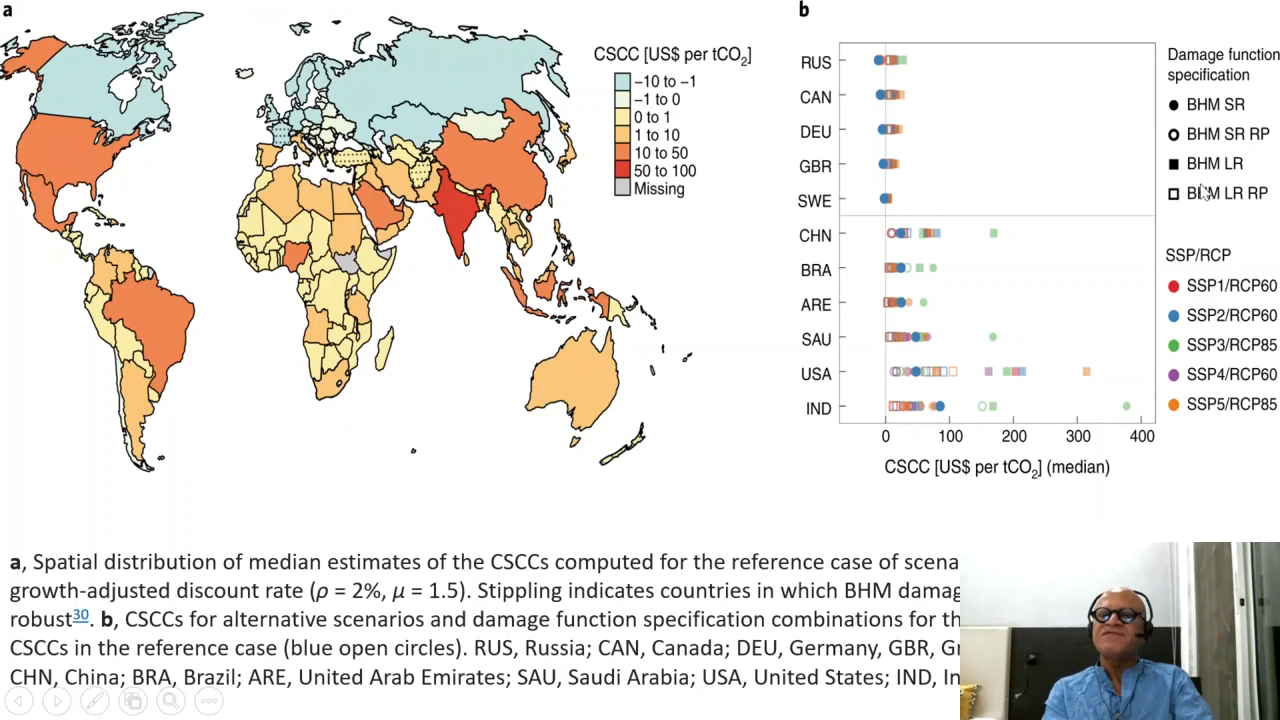 a
CSCC [US$ per tCO2]
−10 to −1
−1 to 0
0 to 1
1 to 10
10 to 50
50 to 100
Missing
b
RUS
CAN
DEU
GBR
SWE
CHN
BRA
ARE
SAU
USA
IND
0 100 200 300 400
CSCC [US$ per tCO2] (median)
Damage function
specification
BHM SR
BHM SR RP
BHM LR
BHM LR RP
SSP/RCP
SSP1/RCP60
SSP2/RCP60
SSP3/RCP85
SSP4/RCP60
SSP5/RCP85
a, Spatial distribution of median estimates of the CSCCs computed for the reference case of scena
growth-adjusted discount rate (ρ = 2%, μ = 1.5). Stippling indicates countries in which BHM damag
robust30. b, CSCCs for alternative scenarios and damage function specification combinations for th
CSCCs in the reference case (blue open circles). RUS, Russia; CAN, Canada; DEU, Germany, GBR, Gr
CHN, China; BRA, Brazil; ARE, United Arab Emirates; SAU, Saudi Arabia; USA, United States; IND, In